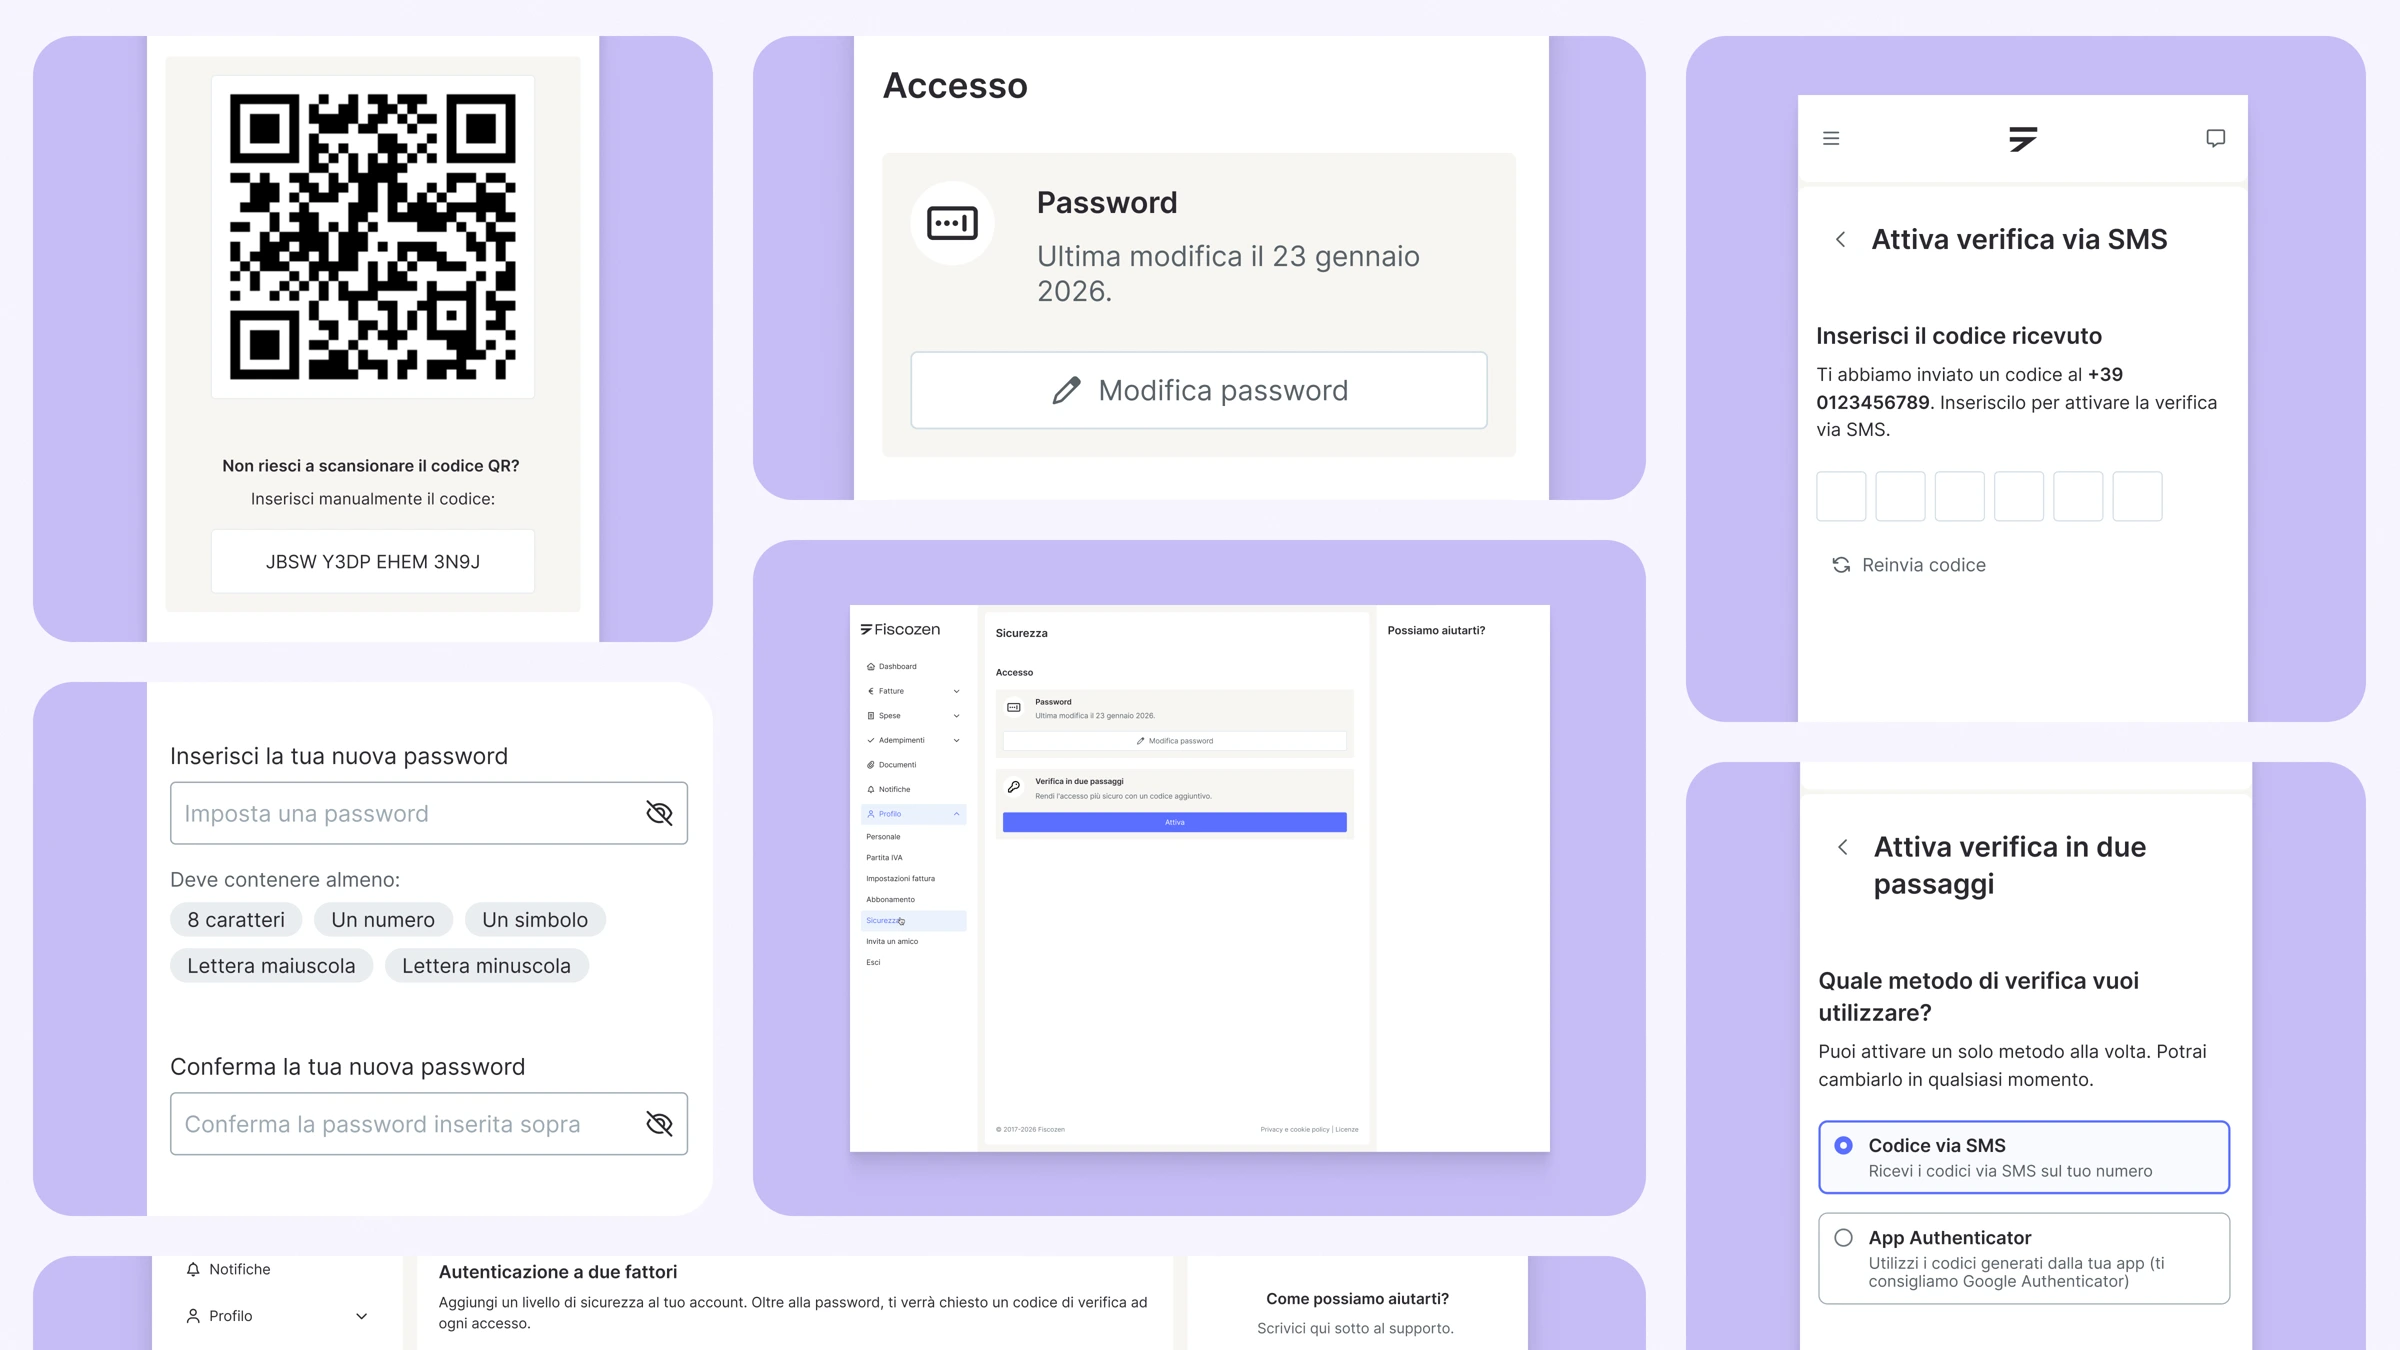 Non riesci a scansionare il codice QR?
Inserisci manualmente il codice:
JBSW Y3DP EHEM 3N9J
Inserisci la tua nuova password
Imposta una password
Deve contenere almeno:
8 caratteri Un numero Un simbolo
Lettera maiuscola Lettera minuscola
Conferma la tua nuova password
Conferma la password inserita sopra
Accesso
Password
Ultima modifica il 23 gennaio
2026.
Modifica password
Fiscozen
Dashboard
Fatture
Spese
Adempimenti
Documenti
Notifiche
Profilo
Personale
Partita IVA
Impostazioni fattura
Abbonamento
Sicurezza
Invita un amico
Esci
Sicurezza
Accesso
Password
Ultima modifica il 23 gennaio 2026.
Modifica password
Verifica in due passaggi
Rendi l'accesso più sicuro con un codice aggiuntivo.
Attiva
© 2017-2026 Fiscozen
Privacy e cookie policy | Licenze
Possiamo aiutarti?
Notifiche
Profilo
Autenticazione a due fattori
Aggiungi un livello di sicurezza al tuo account. Oltre alla password, ti verrà chiesto un codice di verifica ad
ogni accesso.
Come possiamo aiutarti?
Scrivici qui sotto al supporto.
Attiva verifica via SMS
Inserisci il codice ricevuto
Ti abbiamo inviato un codice al +39
0123456789. Inseriscilo per attivare la verifica
via SMS.
Reinvia codice
Attiva verifica in due
passaggi
Quale metodo di verifica vuoi
utilizzare?
Puoi attivare un solo metodo alla volta. Potrai
cambiarlo in qualsiasi momento.
Codice via SMS
Ricevi i codici via SMS sul tuo numero
App Authenticator
Utilizzi i codici generati dalla tua app (ti
consigliamo Google Authenticator)